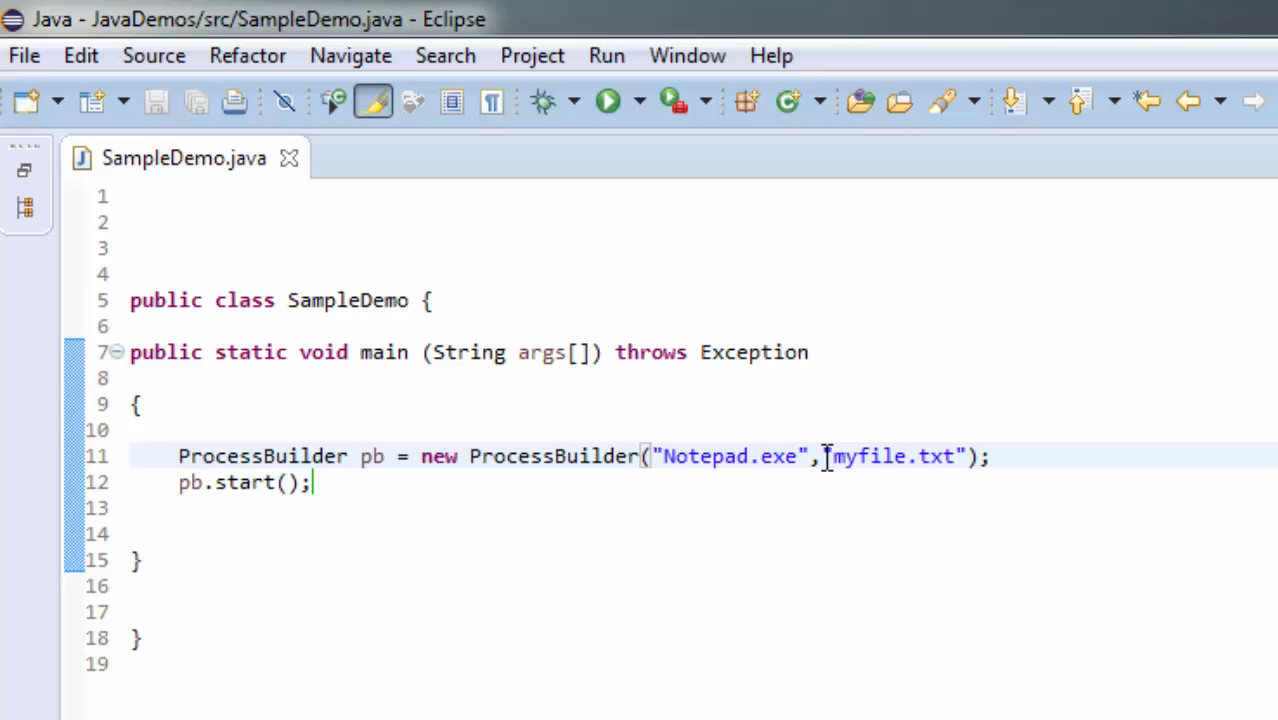 Java - JavaDemos/src/SampleDemo.java - Eclipse
File Edit Source Refactor Navigate Search Project Run Window Help
SampleDemo.java
1
2
3
4
5 public class SampleDemo {
6
7 public static void main (String args[]) throws Exception
8
9 {
10
11 ProcessBuilder pb = new ProcessBuilder("Notepad.exe","myfile.txt");
12 pb.start();
13
14
15 }
16
17
18 }
19